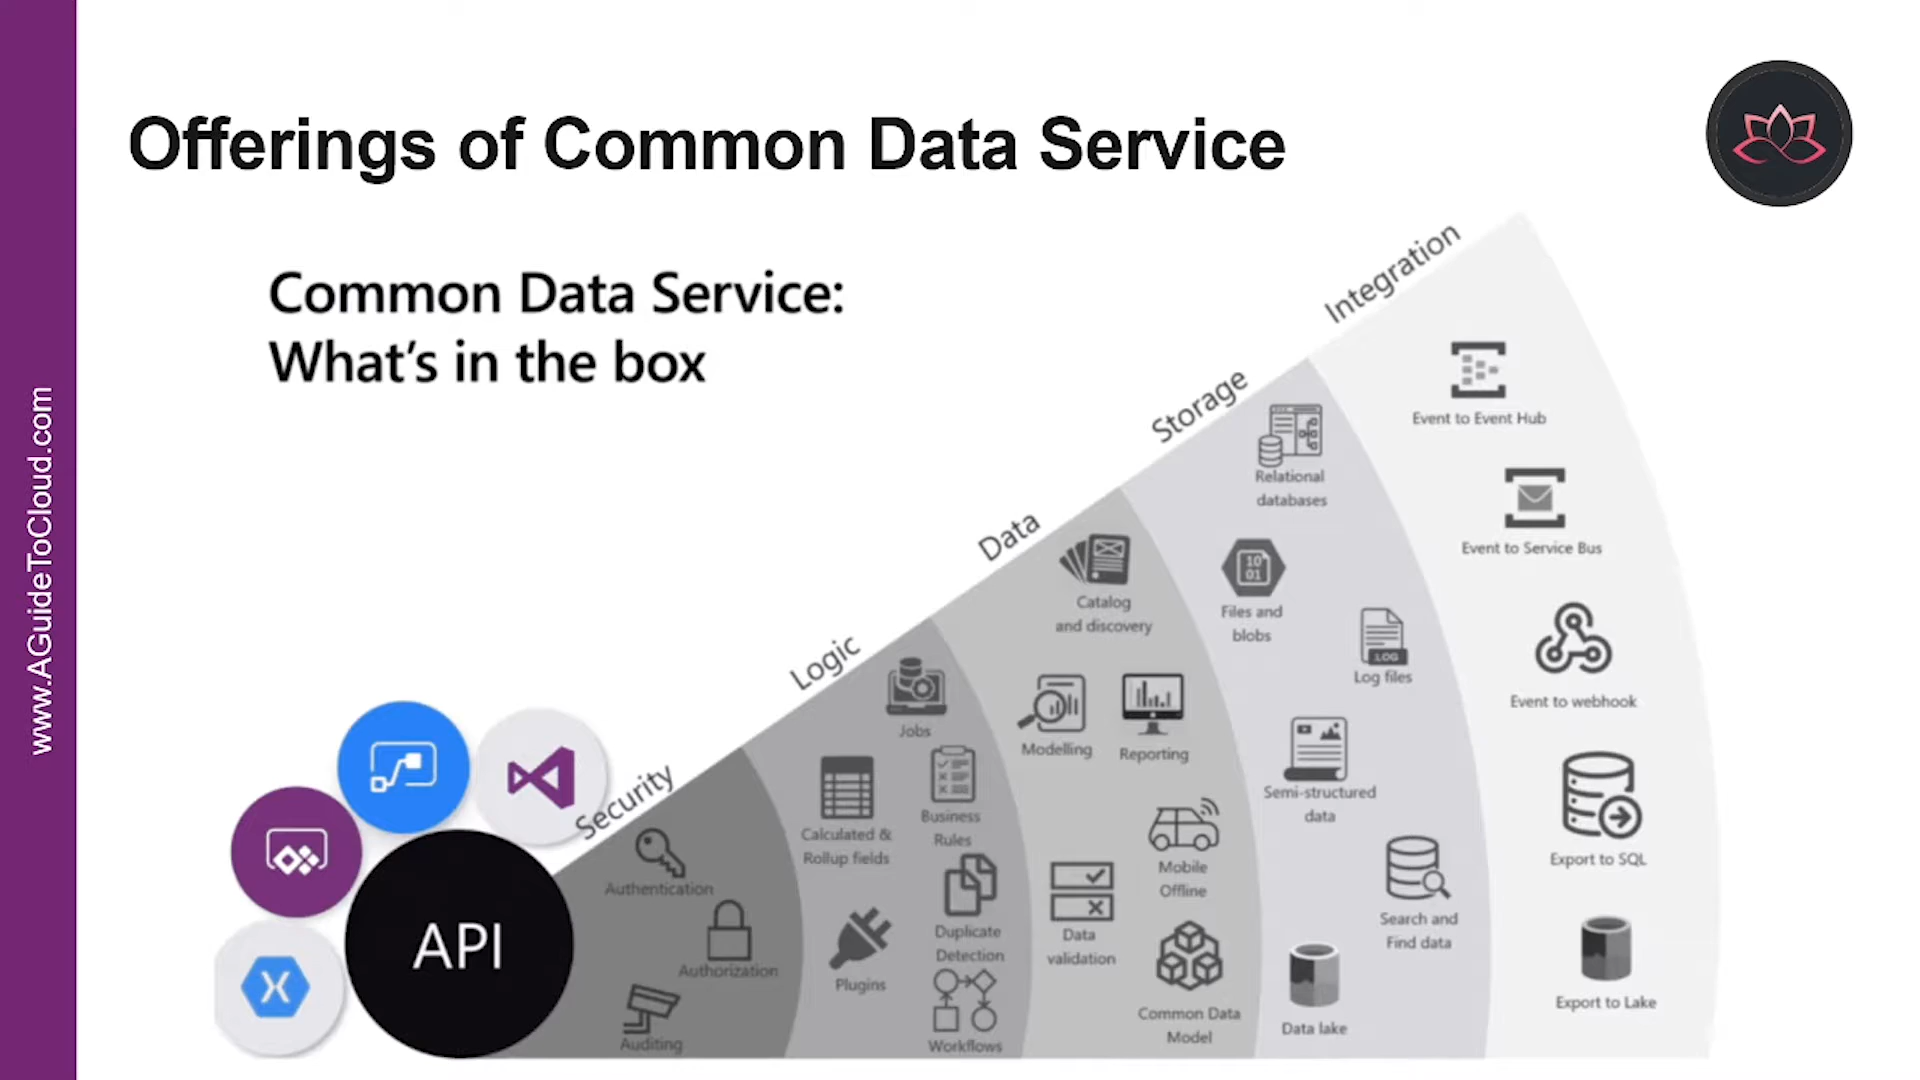 Offerings of Common Data Service
Common Data Service:
What's in the box
www.AGuideToCloud.com
API
Security
Authentication
Authorization
Auditing
Logic
Jobs
Calculated &
Rollup fields
Business
Rules
Plugins
Duplicate
Detection
Workflows
Data
Catalog
and discovery
Modelling
Reporting
Mobile
Offline
Data
validation
Common Data
Model
Storage
Relational
databases
Files and
blobs
LOG
Log files
Semi-structured
data
Search and
Find data
Data lake
10
01
Integration
Event to Event Hub
Event to Service Bus
Event to webhook
Export to SQL
Export to Lake